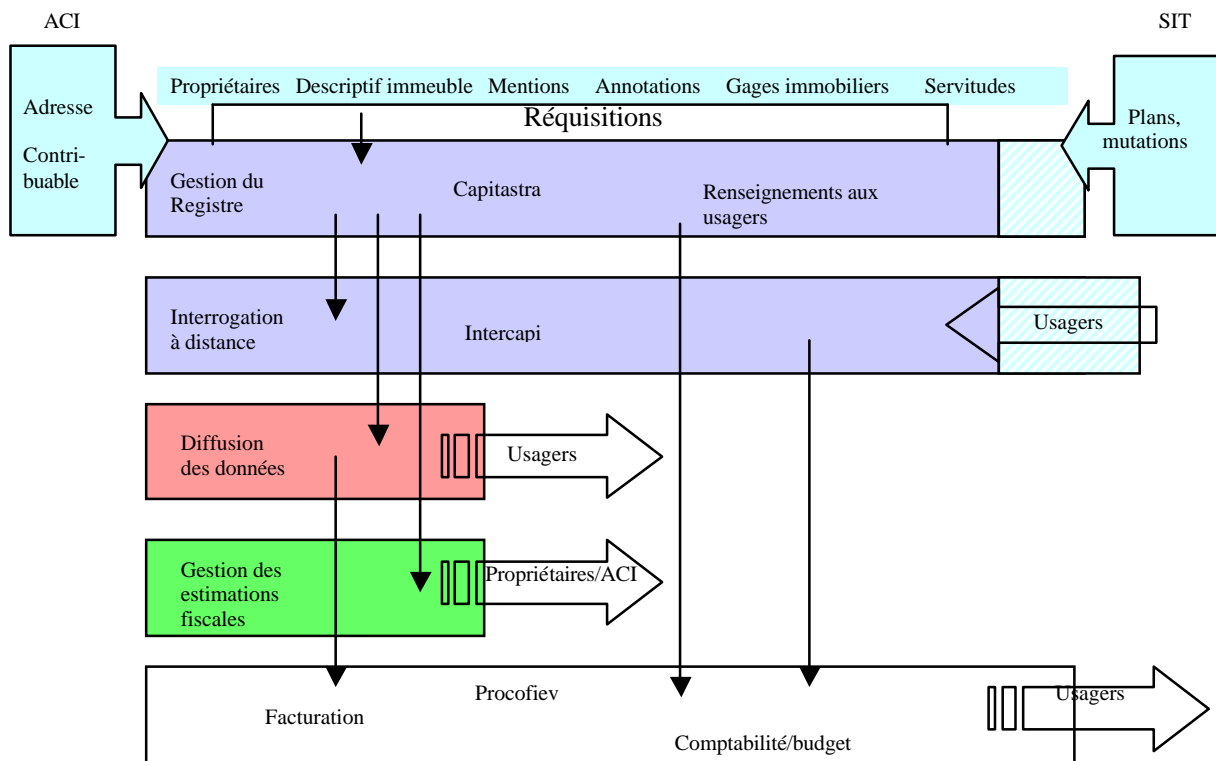 ACI
SIT
Propriétaires Descriptif immeuble Mentions Annotations Gages immobiliers Servitudes
Réquisitions
Adresse
Contri-
buable
Plans,
mutations
Gestion du
Registre
Capitastra
Renseignements aux
usagers
Interrogation
à distance
Intercapi
Usagers
Diffusion
des données
Usagers
Gestion des
estimations
fiscales
Propriétaires/ACI
Procofiev
Usagers
Facturation
Comptabilité/budget